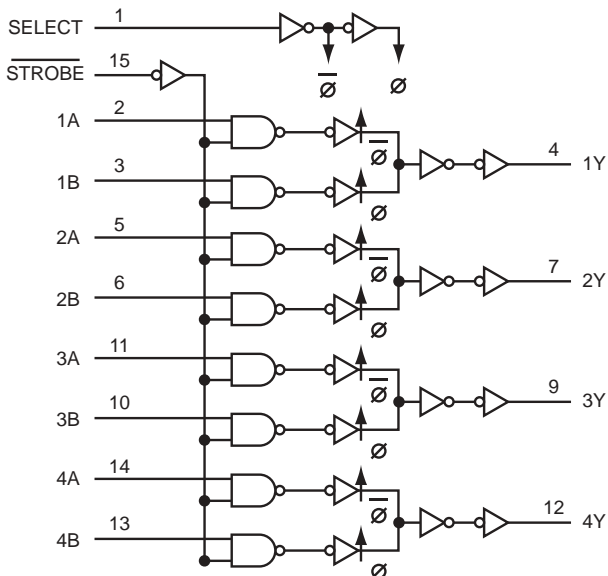 SELECT 1
STROBE 15
Ø Ø
1A 2
Ø
4 1Y
1B 3
Ø
2A 5
Ø
7 2Y
2B 6
Ø
3A 11
Ø
9 3Y
3B 10
Ø
4A 14
Ø
12 4Y
4B 13
Ø